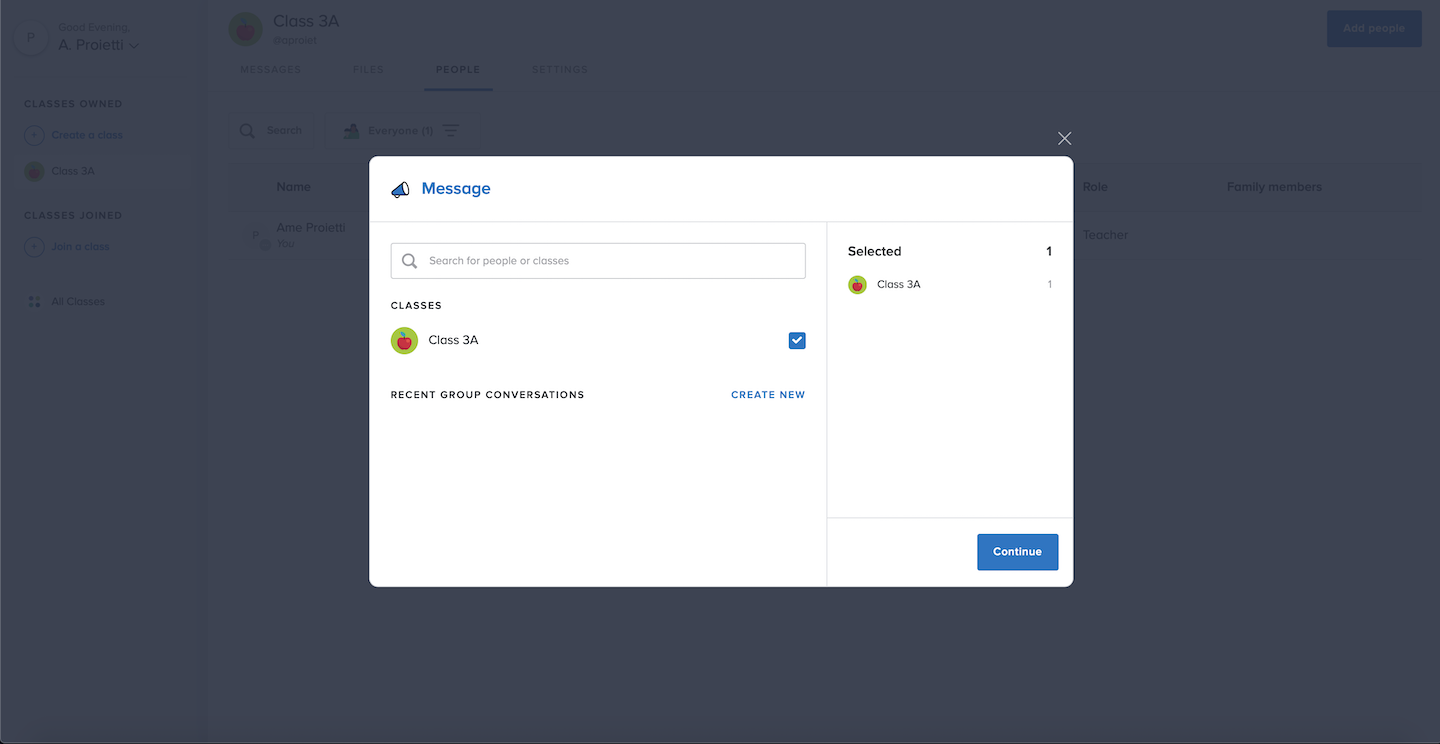 P
Good Evening,
A. Proietti
CLASSES OWNED
Create a class
Class 3A
CLASSES JOINED
Join a class
All Classes
Class 3A
@aproiet
Add people
MESSAGES FILES PEOPLE SETTINGS
Search Everyone (1)
Name Role Family members
P Ame Proietti Teacher
You
Message
Search for people or classes
CLASSES
Class 3A
RECENT GROUP CONVERSATIONS CREATE NEW
Selected 1
Class 3A 1
Continue